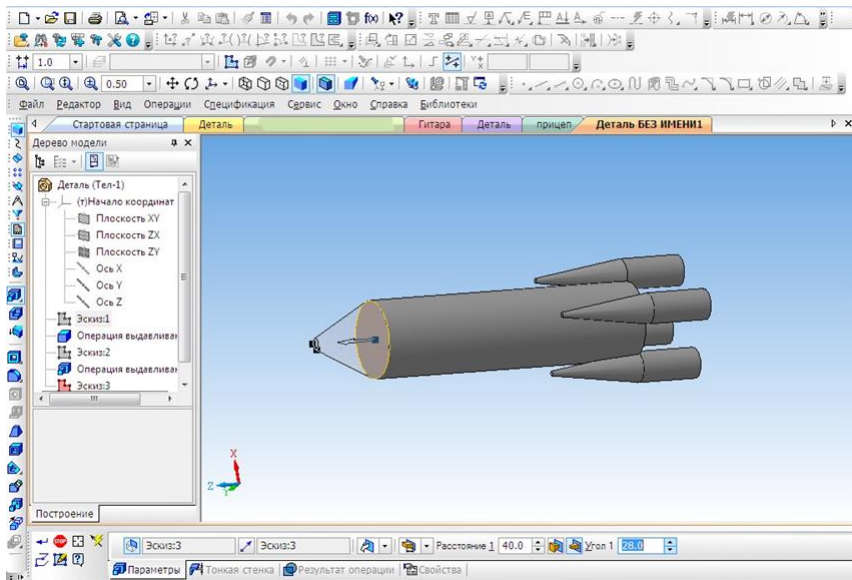 f(x)
1.0
0.50
Файл Редактор Вид Операции Спецификация Сервис Окно Справка Библиотеки
Стартовая страница Деталь Гитара Деталь прицеп Деталь БЕЗ ИМЕНИ1
Дерево модели
Деталь (Тел-1)
(т)Начало координат
Плоскость XY
Плоскость ZX
Плоскость ZY
Ось X
Ось Y
Ось Z
Эскиз:1
Операция выдавливан
Эскиз:2
Операция выдавливан
Эскиз:3
X
Z
Y
Построение
Эскиз:3 Эскиз:3 Расстояние 1 40.0 Угол 1 28.0
Параметры Тонкая стенка Результат операции Свойства